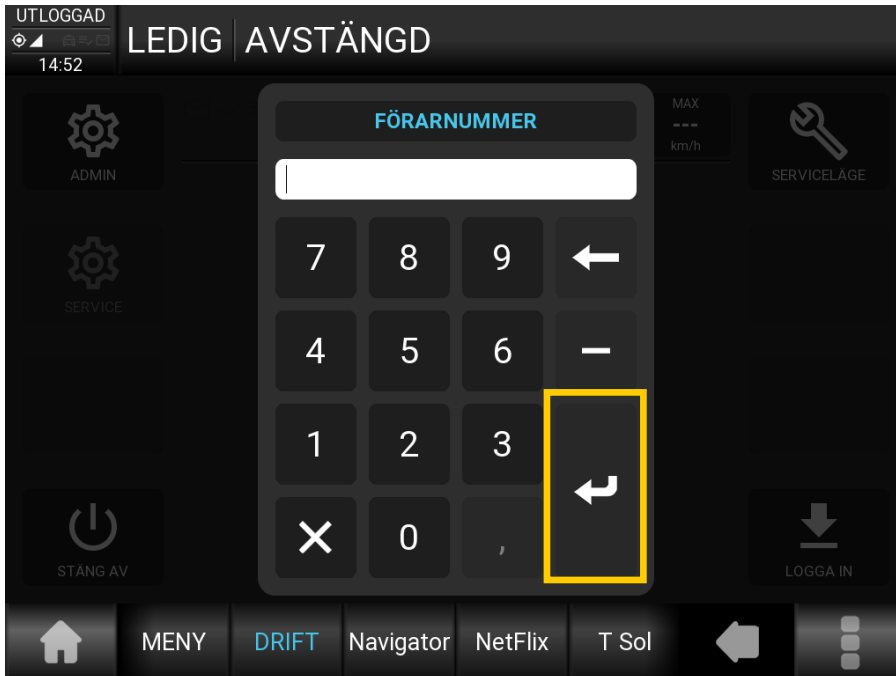 UTLOGGAD
14:52
LEDIG AVSTÄNGD
ADMIN
FÖRARNUMMER
MAX
---
km/h
SERVICELÄGE
7 8 9
SERVICE
4 5 6 –
1 2 3
0 ,
STÄNG AV
LOGGA IN
MENY DRIFT Navigator NetFlix T Sol